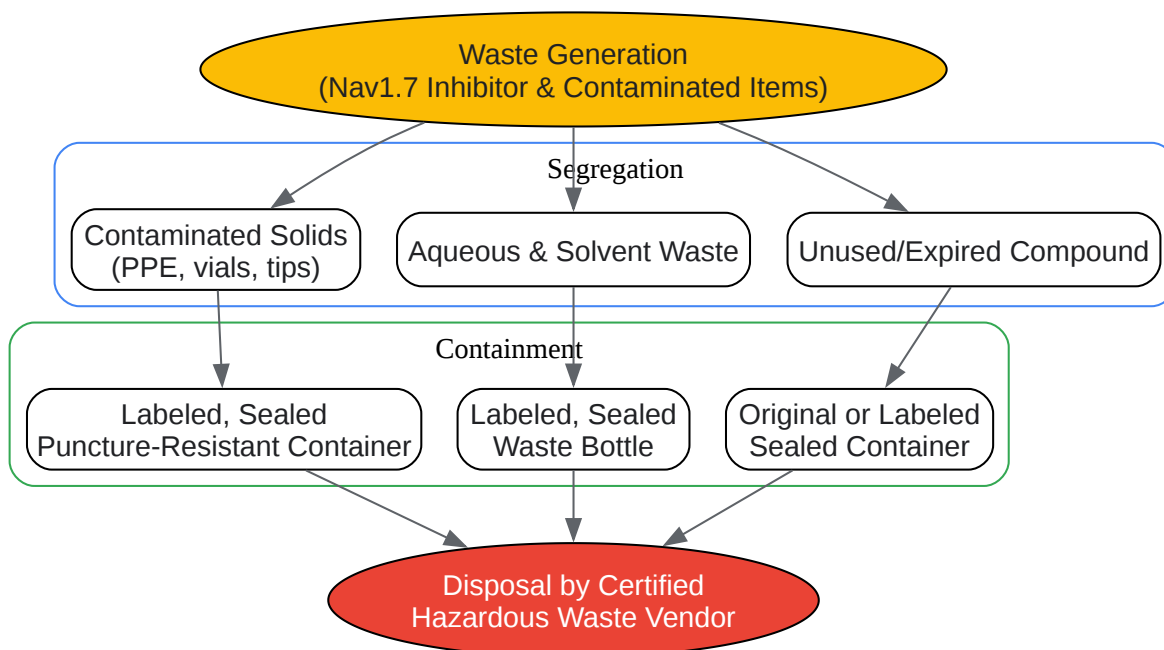 Waste Generation
(Nav1.7 Inhibitor & Contaminated Items)
Segregation
Contaminated Solids
(PPE, vials, tips)
Aqueous & Solvent Waste
Unused/Expired Compound
Containment
Labeled, Sealed
Puncture-Resistant Container
Labeled, Sealed
Waste Bottle
Original or Labeled
Sealed Container
Disposal by Certified
Hazardous Waste Vendor